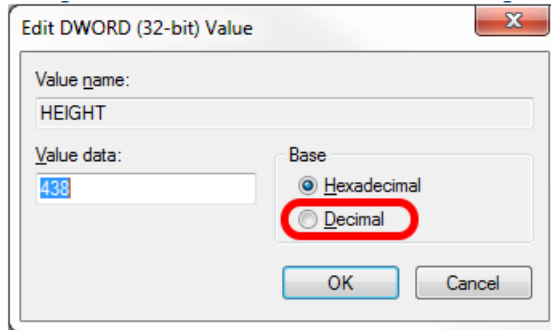 Edit DWORD (32-bit) Value
Value name:
HEIGHT
Value data:
438
Base
Hexadecimal
Decimal
OK
Cancel